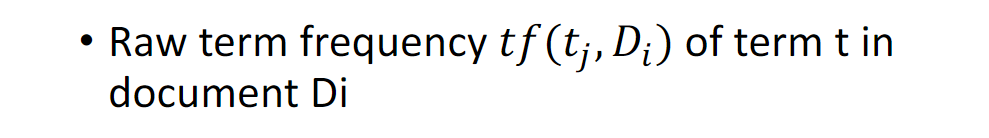 • Raw term frequency 𝑡𝑓(𝑡ⱼ, 𝐷ᵢ) of term t in
document Di